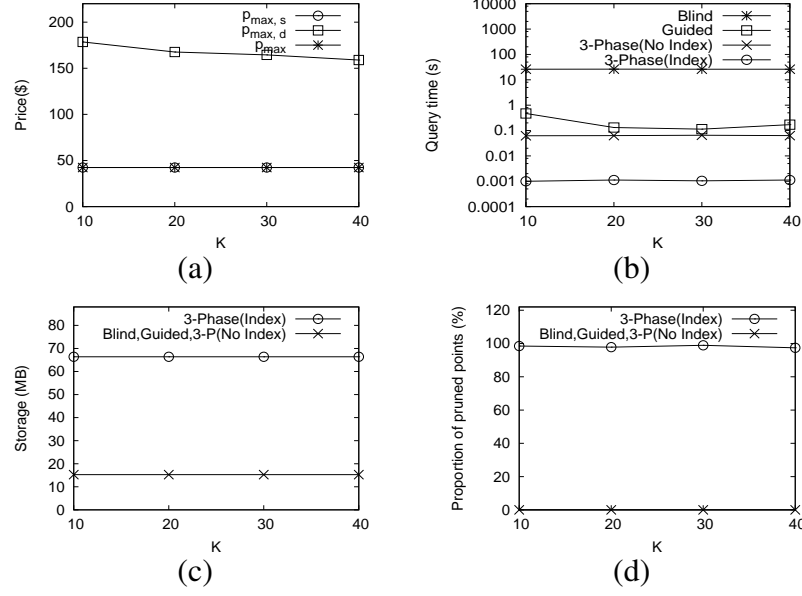 200
150
100
50
0
10 20 30 40
Price($)
K
p max, s
p max, d
p max
(a)
10000
1000
100
10
1
0.1
0.01
0.001
0.0001
10 20 30 40
Query time (s)
K
Blind
Guided
3-Phase(No Index)
3-Phase(Index)
(b)
80
70
60
50
40
30
20
10
0
10 20 30 40
Storage (MB)
K
3-Phase(Index)
Blind,Guided,3-P(No Index)
(c)
120
100
80
60
40
20
0
10 20 30 40
Proportion of pruned points (%)
K
3-Phase(Index)
Blind,Guided,3-P(No Index)
(d)